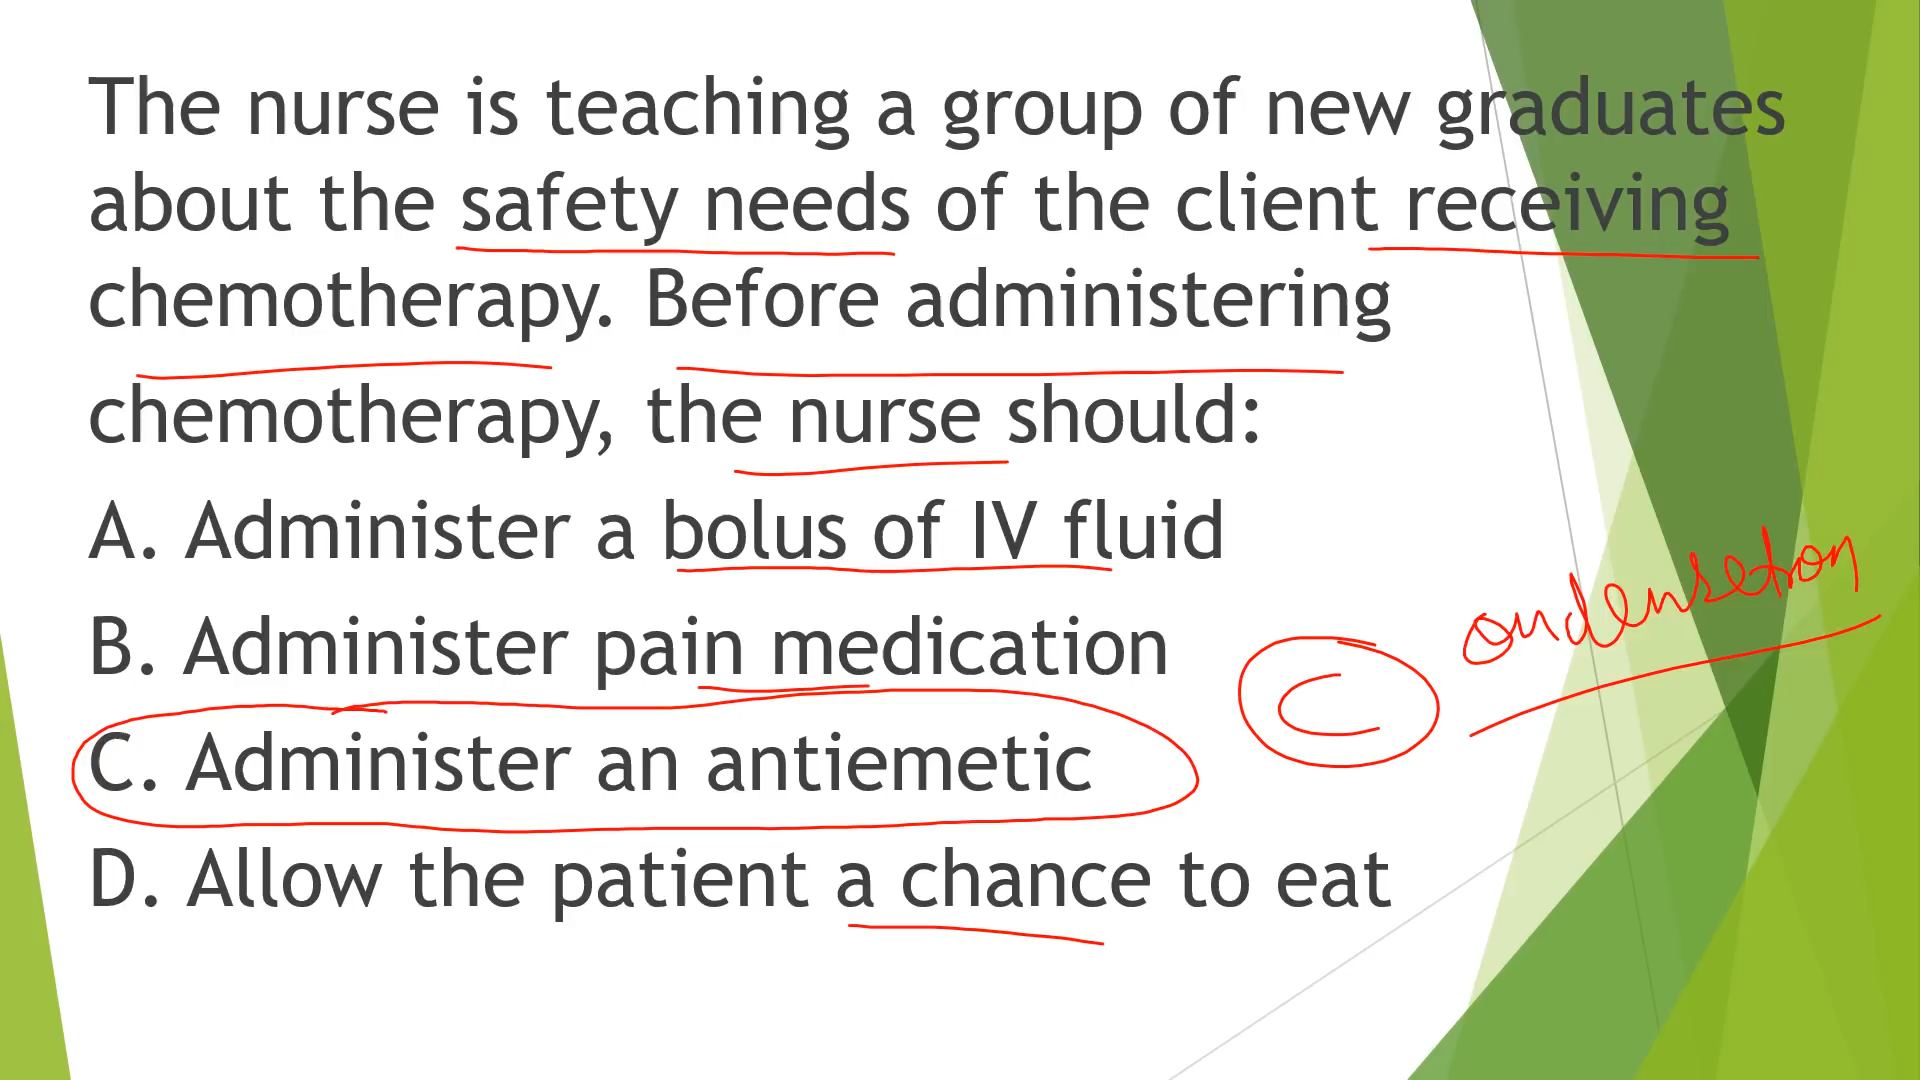 The nurse is teaching a group of new graduates
about the safety needs of the client receiving
chemotherapy. Before administering
chemotherapy, the nurse should:
A. Administer a bolus of IV fluid
B. Administer pain medication
C. Administer an antiemetic
D. Allow the patient a chance to eat
C
ondensetron